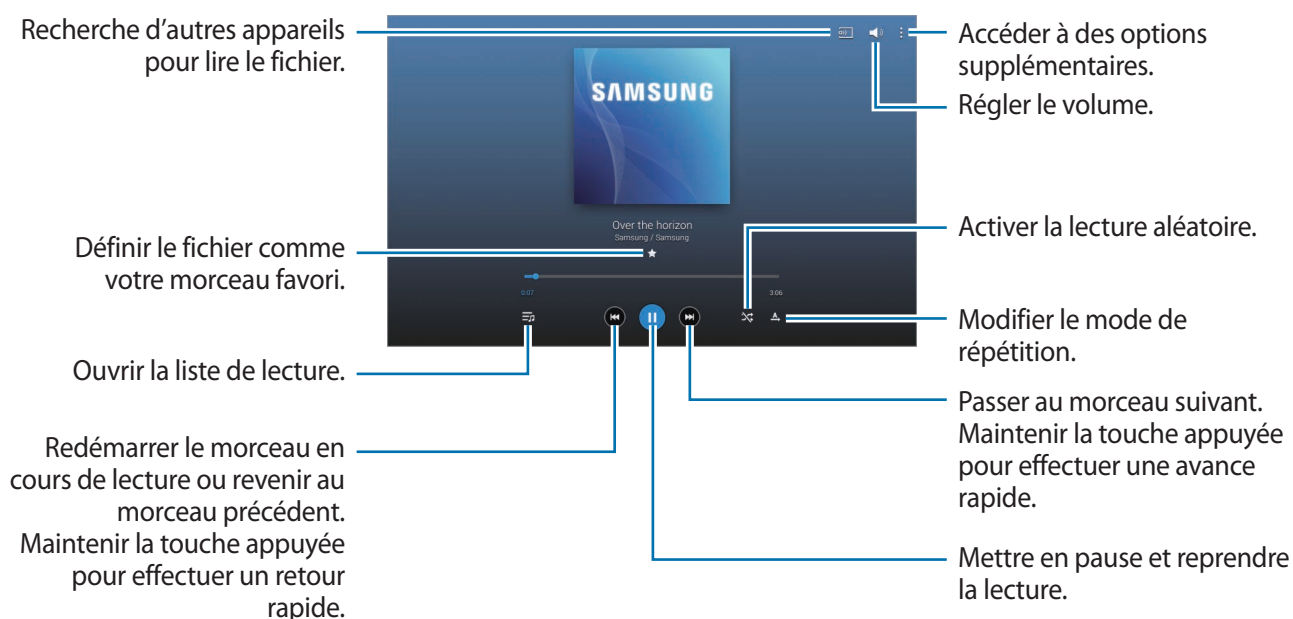 Recherche d'autres appareils
pour lire le fichier.
Définir le fichier comme
votre morceau favori.
Ouvrir la liste de lecture.
Redémarrer le morceau en
cours de lecture ou revenir au
morceau précédent.
Maintenir la touche appuyée
pour effectuer un retour
rapide.
SAMSUNG
Over the horizon
Samsung / Samsung
0:07
3:06
Accéder à des options
supplémentaires.
Régler le volume.
Activer la lecture aléatoire.
Modifier le mode de
répétition.
Passer au morceau suivant.
Maintenir la touche appuyée
pour effectuer une avance
rapide.
Mettre en pause et reprendre
la lecture.